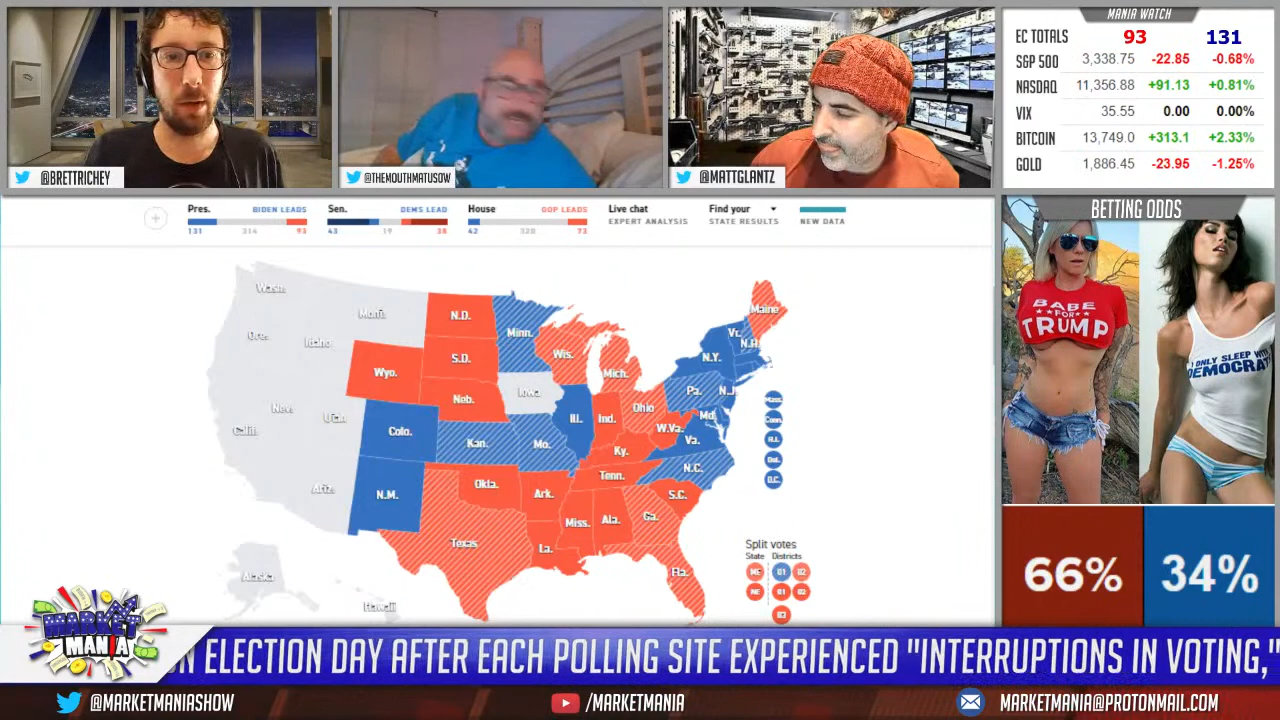 @BRETTRICHEY
@THEMOUTHMATUSOW
@MATTGLANTZ
MANIA WATCH
EC TOTALS 93 131
S&P 500 3,338.75 -22.85 -0.68%
NASDAQ 11,356.88 +91.13 +0.81%
VIX 35.55 0.00 0.00%
BITCOIN 13,749.0 +313.1 +2.33%
GOLD 1,886.45 -23.95 -1.25%
Pres. BIDEN LEADS
131 314 93
Sen. DEMS LEAD
43 19 38
House GOP LEADS
42 320 73
Live chat
EXPERT ANALYSIS
Find your
STATE RESULTS
NEW DATA
Wash.
Mont.
N.D.
Minn.
Maine
Ore.
Idaho
Wis.
Vt.
N.H.
S.D.
Wyo.
Mich.
N.Y.
Neb.
Iowa
Pa.
N.J.
Nev.
Utah
Colo.
Ill.
Ind.
Ohio
Md.
Mass.
Conn.
R.I.
Del.
D.C.
Calif.
Kan.
Mo.
W.Va.
Va.
Ky.
N.C.
Ariz.
N.M.
Okla.
Ark.
Tenn.
S.C.
Miss.
Ala.
Ga.
Texas
La.
Fla.
Alaska
Hawaii
Split votes
State Districts
ME 01 02
NE 01 02
03
BETTING ODDS
BABE
FOR
TRUMP
I ONLY SLEEP WITH
DEMOCRAT
66% 34%
MARKET
MANIA
N ELECTION DAY AFTER EACH POLLING SITE EXPERIENCED "INTERRUPTIONS IN VOTING,"
@MARKETMANIASHOW
/MARKETMANIA
MARKETMANIA@PROTONMAIL.COM